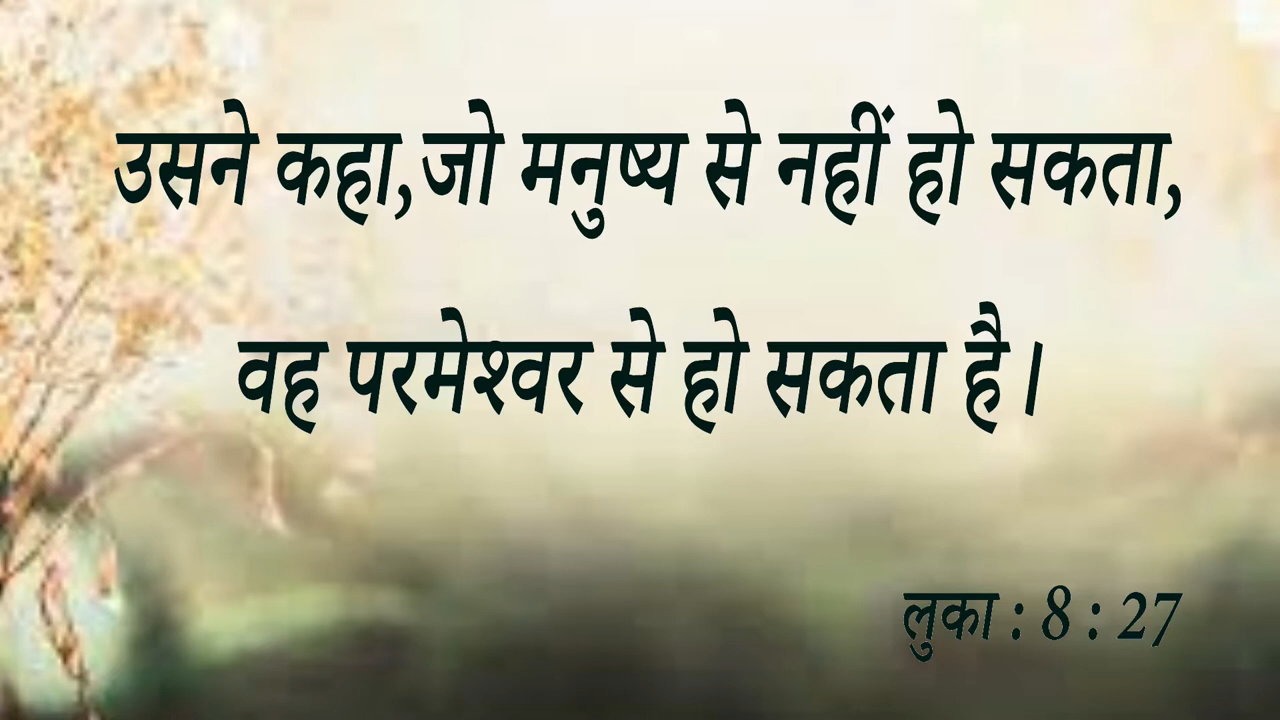 उसने कहा,जो मनुष्य से नहीं हो सकता,
वह परमेश्वर से हो सकता है।
लुका : 8 : 27